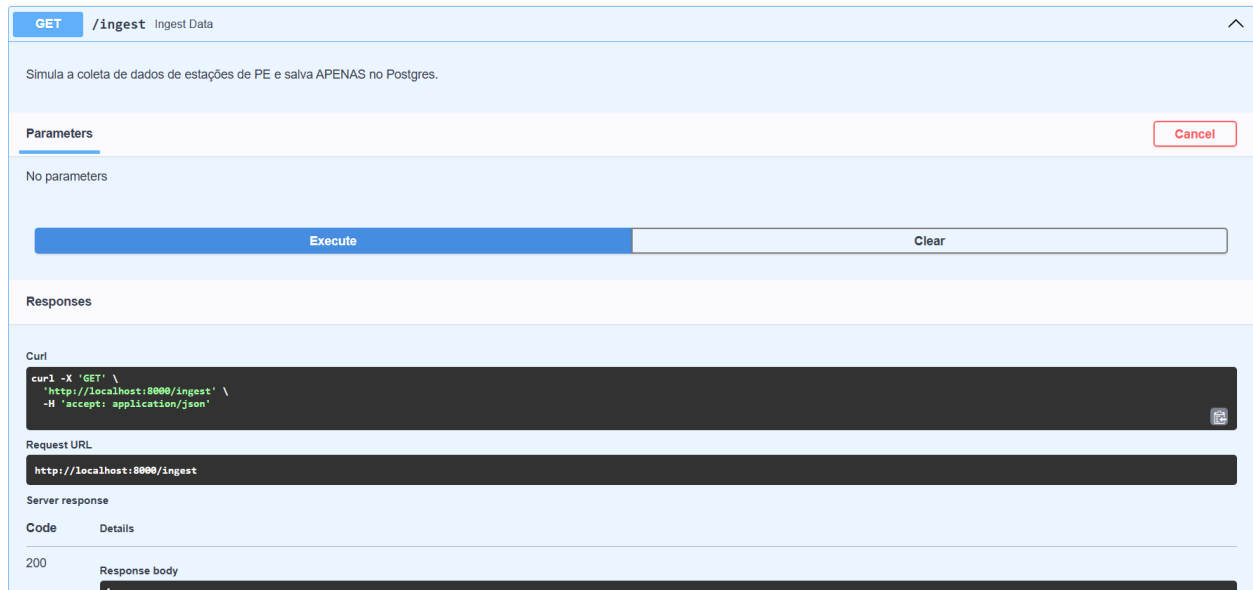 GET /ingest Ingest Data
Simula a coleta de dados de estações de PE e salva APENAS no Postgres.
Parameters
Cancel
No parameters
Execute
Clear
Responses
Curl
curl -X 'GET' \
'http://localhost:8000/ingest' \
-H 'accept: application/json'
Request URL
http://localhost:8000/ingest
Server response
Code Details
200
Response body